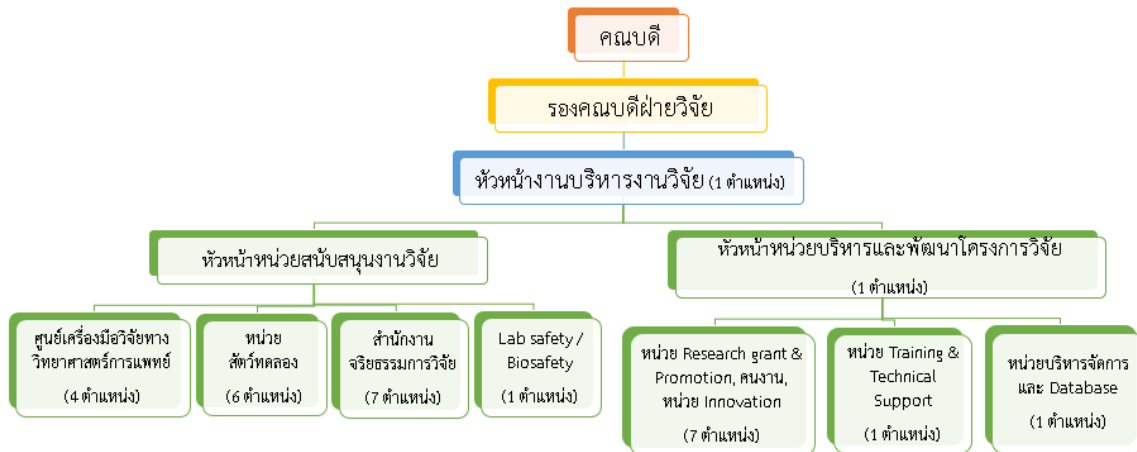 คณบดี
รองคณบดีฝ่ายวิจัย
หัวหน้างานบริหารงานวิจัย (1 ตำแหน่ง)
หัวหน้าหน่วยสนับสนุนงานวิจัย
หัวหน้าหน่วยบริหารและพัฒนาโครงการวิจัย
(1 ตำแหน่ง)
ศูนย์เครื่องมือวิจัยทาง
วิทยาศาสตร์การแพทย์
(4 ตำแหน่ง)
หน่วย
สัตว์ทดลอง
(6 ตำแหน่ง)
สำนักงาน
จริยธรรมการวิจัย
(7 ตำแหน่ง)
Lab safety /
Biosafety
(1 ตำแหน่ง)
หน่วย Research grant &
Promotion, คนงาน,
หน่วย Innovation
(7 ตำแหน่ง)
หน่วย Training &
Technical
Support
(1 ตำแหน่ง)
หน่วยบริหารจัดการ
และ Database
(1 ตำแหน่ง)